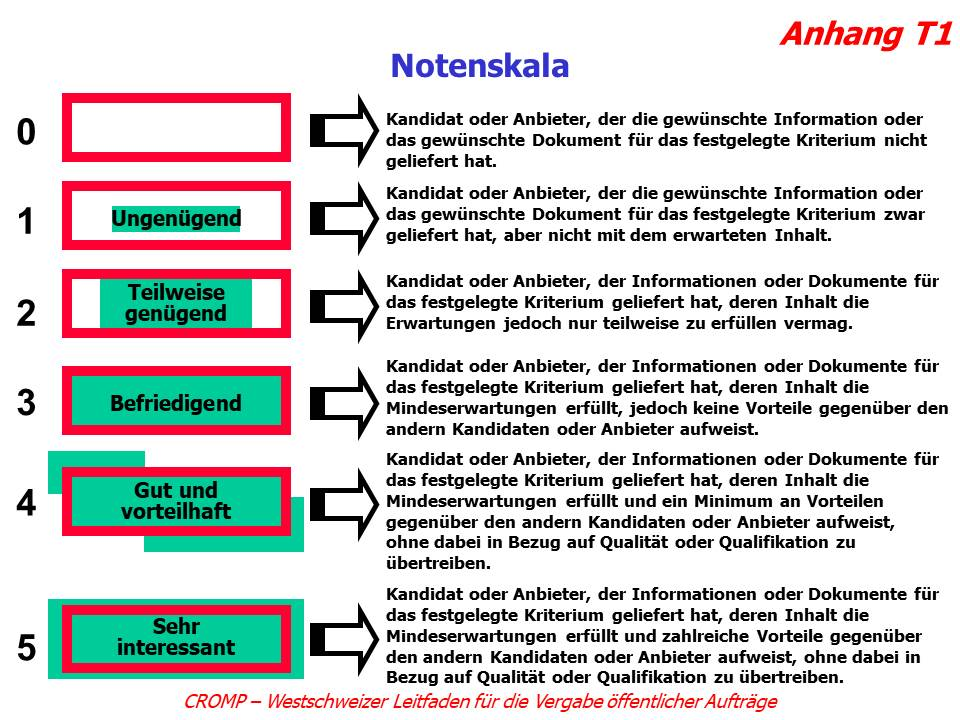 Anhang T1
Notenskala
0
Kandidat oder Anbieter, der die gewünschte Information oder
das gewünschte Dokument für das festgelegte Kriterium nicht
geliefert hat.
1
Ungenügend
Kandidat oder Anbieter, der die gewünschte Information oder
das gewünschte Dokument für das festgelegte Kriterium zwar
geliefert hat, aber nicht mit dem erwarteten Inhalt.
2
Teilweise
genügend
Kandidat oder Anbieter, der Informationen oder Dokumente für
das festgelegte Kriterium geliefert hat, deren Inhalt die
Erwartungen jedoch nur teilweise zu erfüllen vermag.
3
Befriedigend
Kandidat oder Anbieter, der Informationen oder Dokumente für
das festgelegte Kriterium geliefert hat, deren Inhalt die
Mindeserwartungen erfüllt, jedoch keine Vorteile gegenüber den
andern Kandidaten oder Anbieter aufweist.
4
Gut und
vorteilhaft
Kandidat oder Anbieter, der Informationen oder Dokumente für
das festgelegte Kriterium geliefert hat, deren Inhalt die
Mindeserwartungen erfüllt und ein Minimum an Vorteilen
gegenüber den andern Kandidaten oder Anbieter aufweist,
ohne dabei in Bezug auf Qualität oder Qualifikation zu
übertreiben.
5
Sehr
interessant
Kandidat oder Anbieter, der Informationen oder Dokumente für
das festgelegte Kriterium geliefert hat, deren Inhalt die
Mindeserwartungen erfüllt und zahlreiche Vorteile gegenüber
den andern Kandidaten oder Anbieter aufweist, ohne dabei in
Bezug auf Qualität oder Qualifikation zu übertreiben.
CROMP – Westschweizer Leitfaden für die Vergabe öffentlicher Aufträge